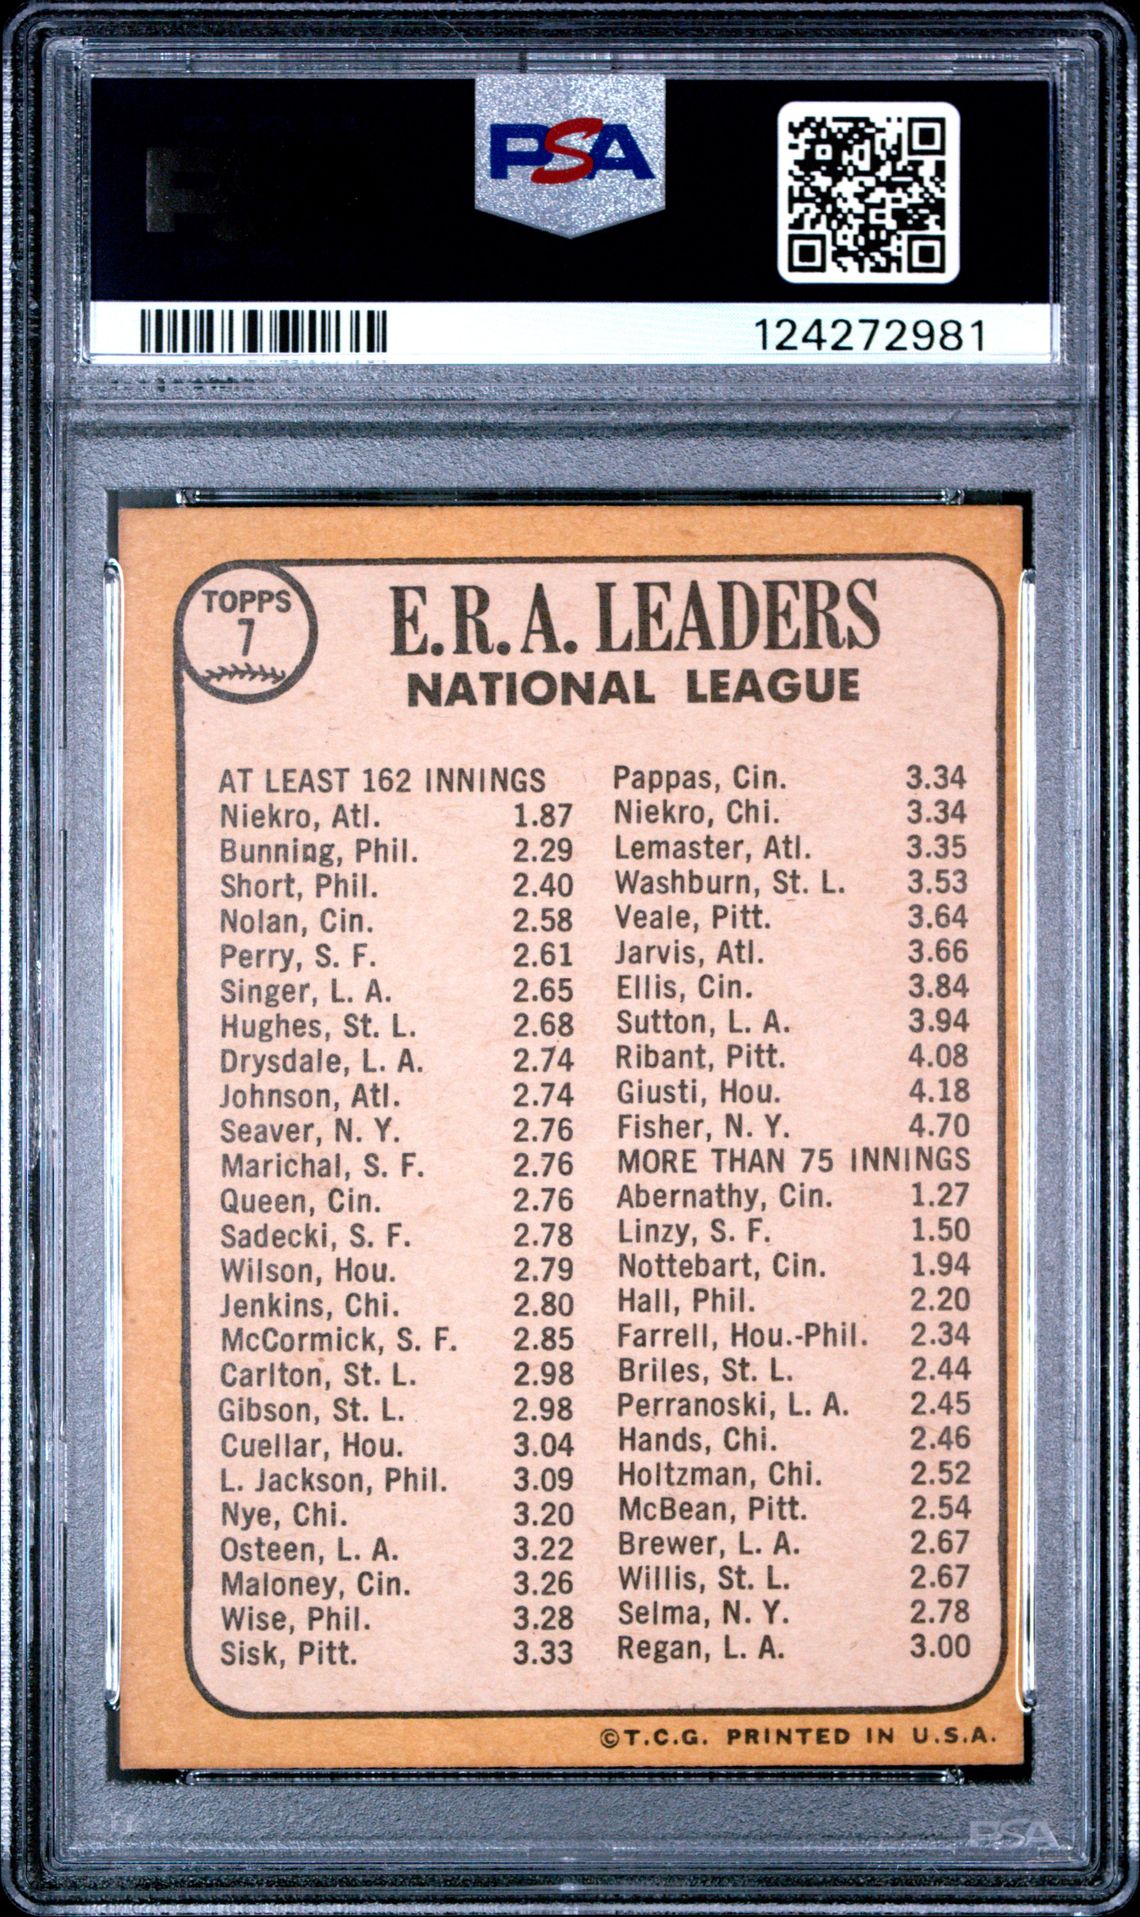 PSA
124272981
TOPPS
7
E.R.A. LEADERS
NATIONAL LEAGUE
AT LEAST 162 INNINGS
Niekro, Atl. 1.87
Bunning, Phil. 2.29
Short, Phil. 2.40
Nolan, Cin. 2.58
Perry, S. F. 2.61
Singer, L. A. 2.65
Hughes, St. L. 2.68
Drysdale, L. A. 2.74
Johnson, Atl. 2.74
Seaver, N. Y. 2.76
Marichal, S. F. 2.76
Queen, Cin. 2.76
Sadecki, S. F. 2.78
Wilson, Hou. 2.79
Jenkins, Chi. 2.80
McCormick, S. F. 2.85
Carlton, St. L. 2.98
Gibson, St. L. 2.98
Cuellar, Hou. 3.04
L. Jackson, Phil. 3.09
Nye, Chi. 3.20
Osteen, L. A. 3.22
Maloney, Cin. 3.26
Wise, Phil. 3.28
Sisk, Pitt. 3.33
Pappas, Cin. 3.34
Niekro, Chi. 3.34
Lemaster, Atl. 3.35
Washburn, St. L. 3.53
Veale, Pitt. 3.64
Jarvis, Atl. 3.66
Ellis, Cin. 3.84
Sutton, L. A. 3.94
Ribant, Pitt. 4.08
Giusti, Hou. 4.18
Fisher, N. Y. 4.70
MORE THAN 75 INNINGS
Abernathy, Cin. 1.27
Linzy, S. F. 1.50
Nottebart, Cin. 1.94
Hall, Phil. 2.20
Farrell, Hou.-Phil. 2.34
Briles, St. L. 2.44
Perranoski, L. A. 2.45
Hands, Chi. 2.46
Holtzman, Chi. 2.52
McBean, Pitt. 2.54
Brewer, L. A. 2.67
Willis, St. L. 2.67
Selma, N. Y. 2.78
Regan, L. A. 3.00
©T.C.G. PRINTED IN U.S.A.
PSA